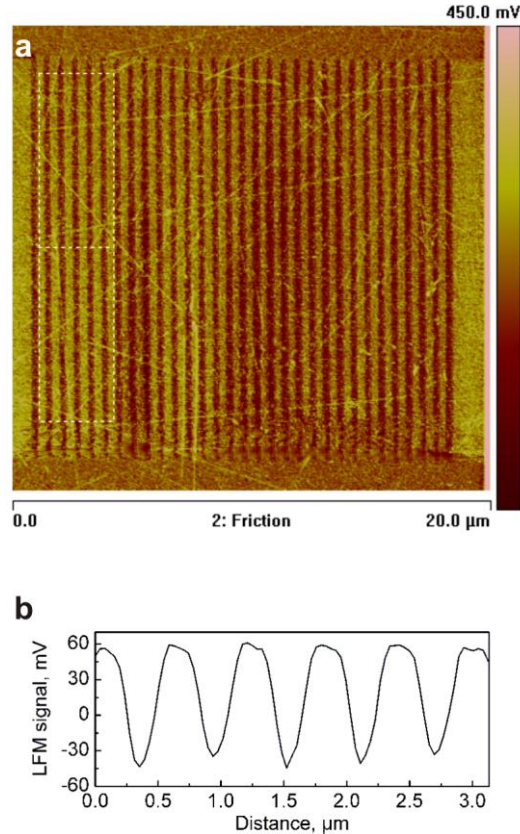 450.0 mV
a
0.0 2: Friction 20.0 µm
b
60
30
0
-30
-60
LFM signal, mV
0.0 0.5 1.0 1.5 2.0 2.5 3.0
Distance, µm